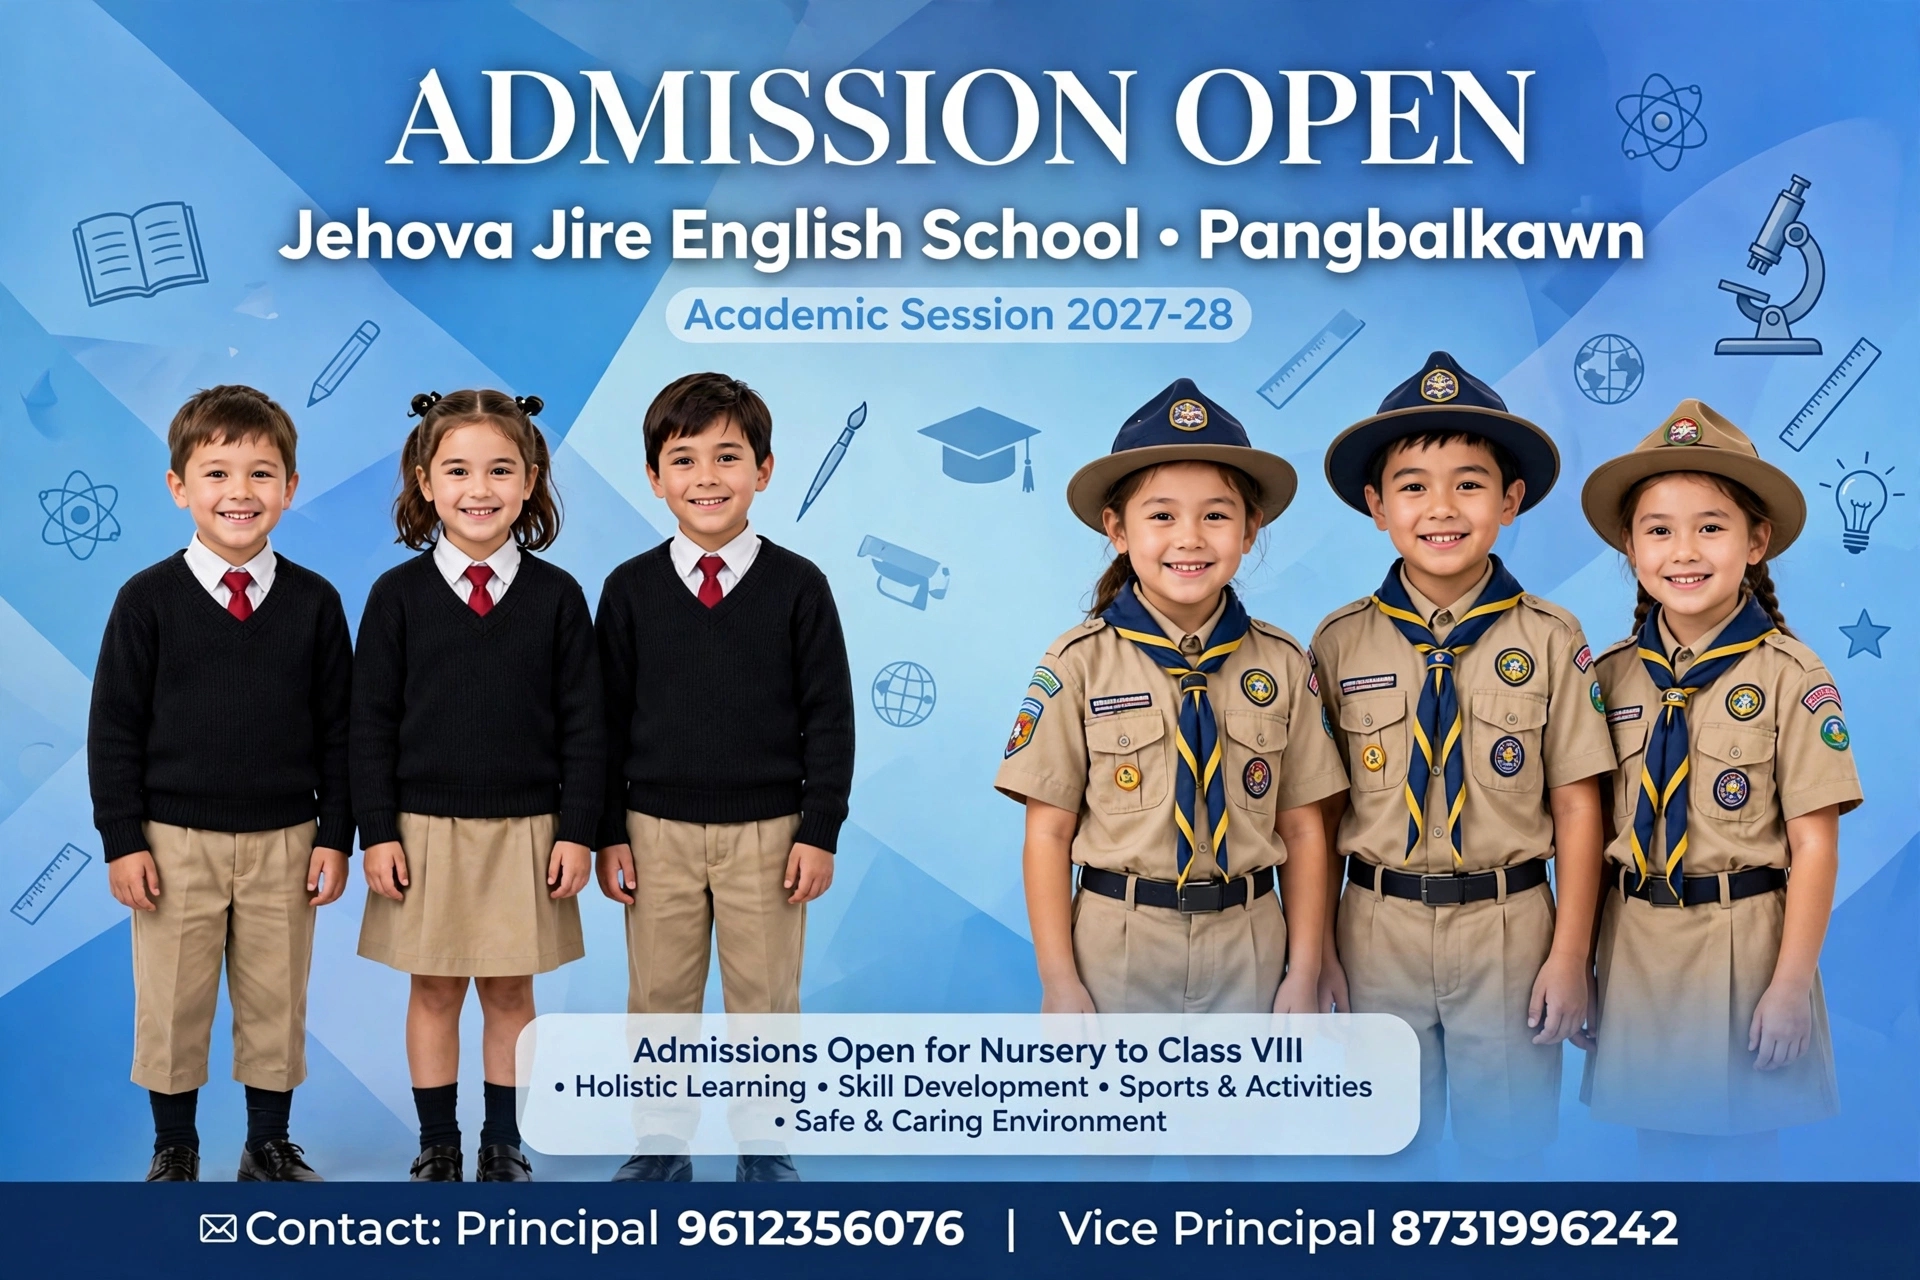 ADMISSION OPEN
Jehova Jire English School • Pangbalkawn
Academic Session 2027-28
Admissions Open for Nursery to Class VIII
• Holistic Learning • Skill Development • Sports & Activities
• Safe & Caring Environment
Contact: Principal 9612356076 | Vice Principal 8731996242